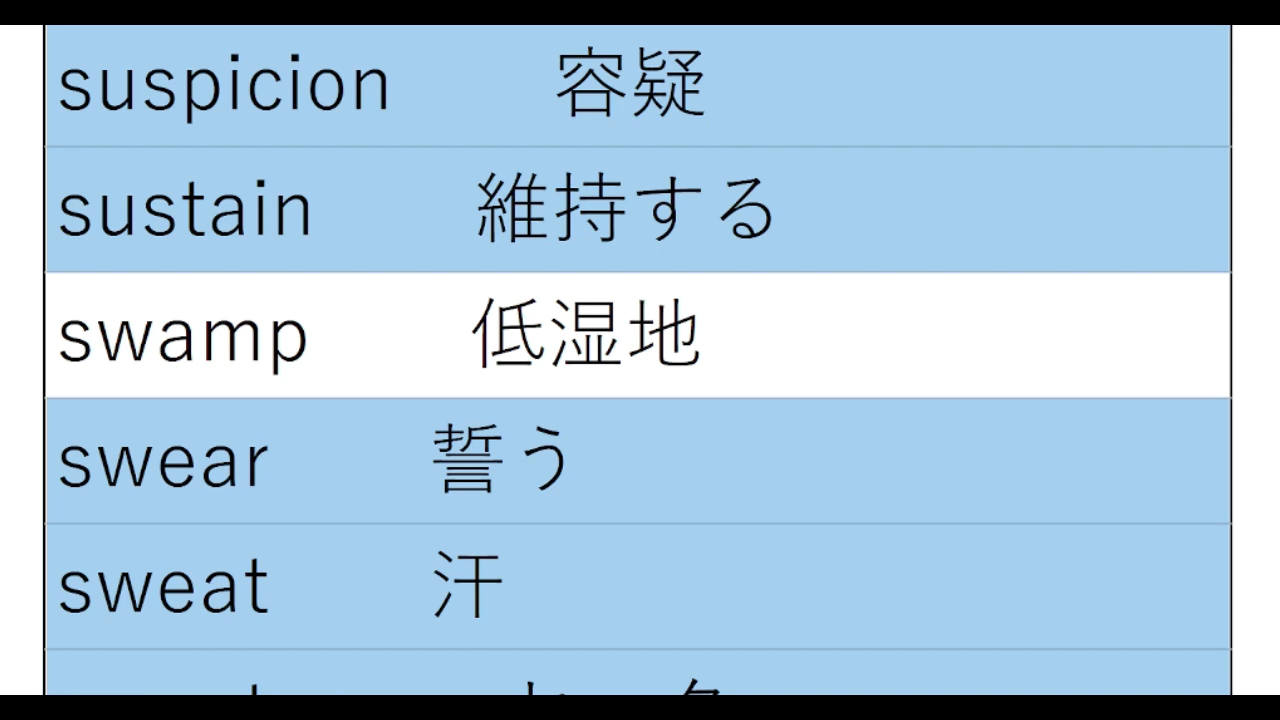 suspicion 容疑
sustain 維持する
swamp 低湿地
swear 誓う
sweat 汗